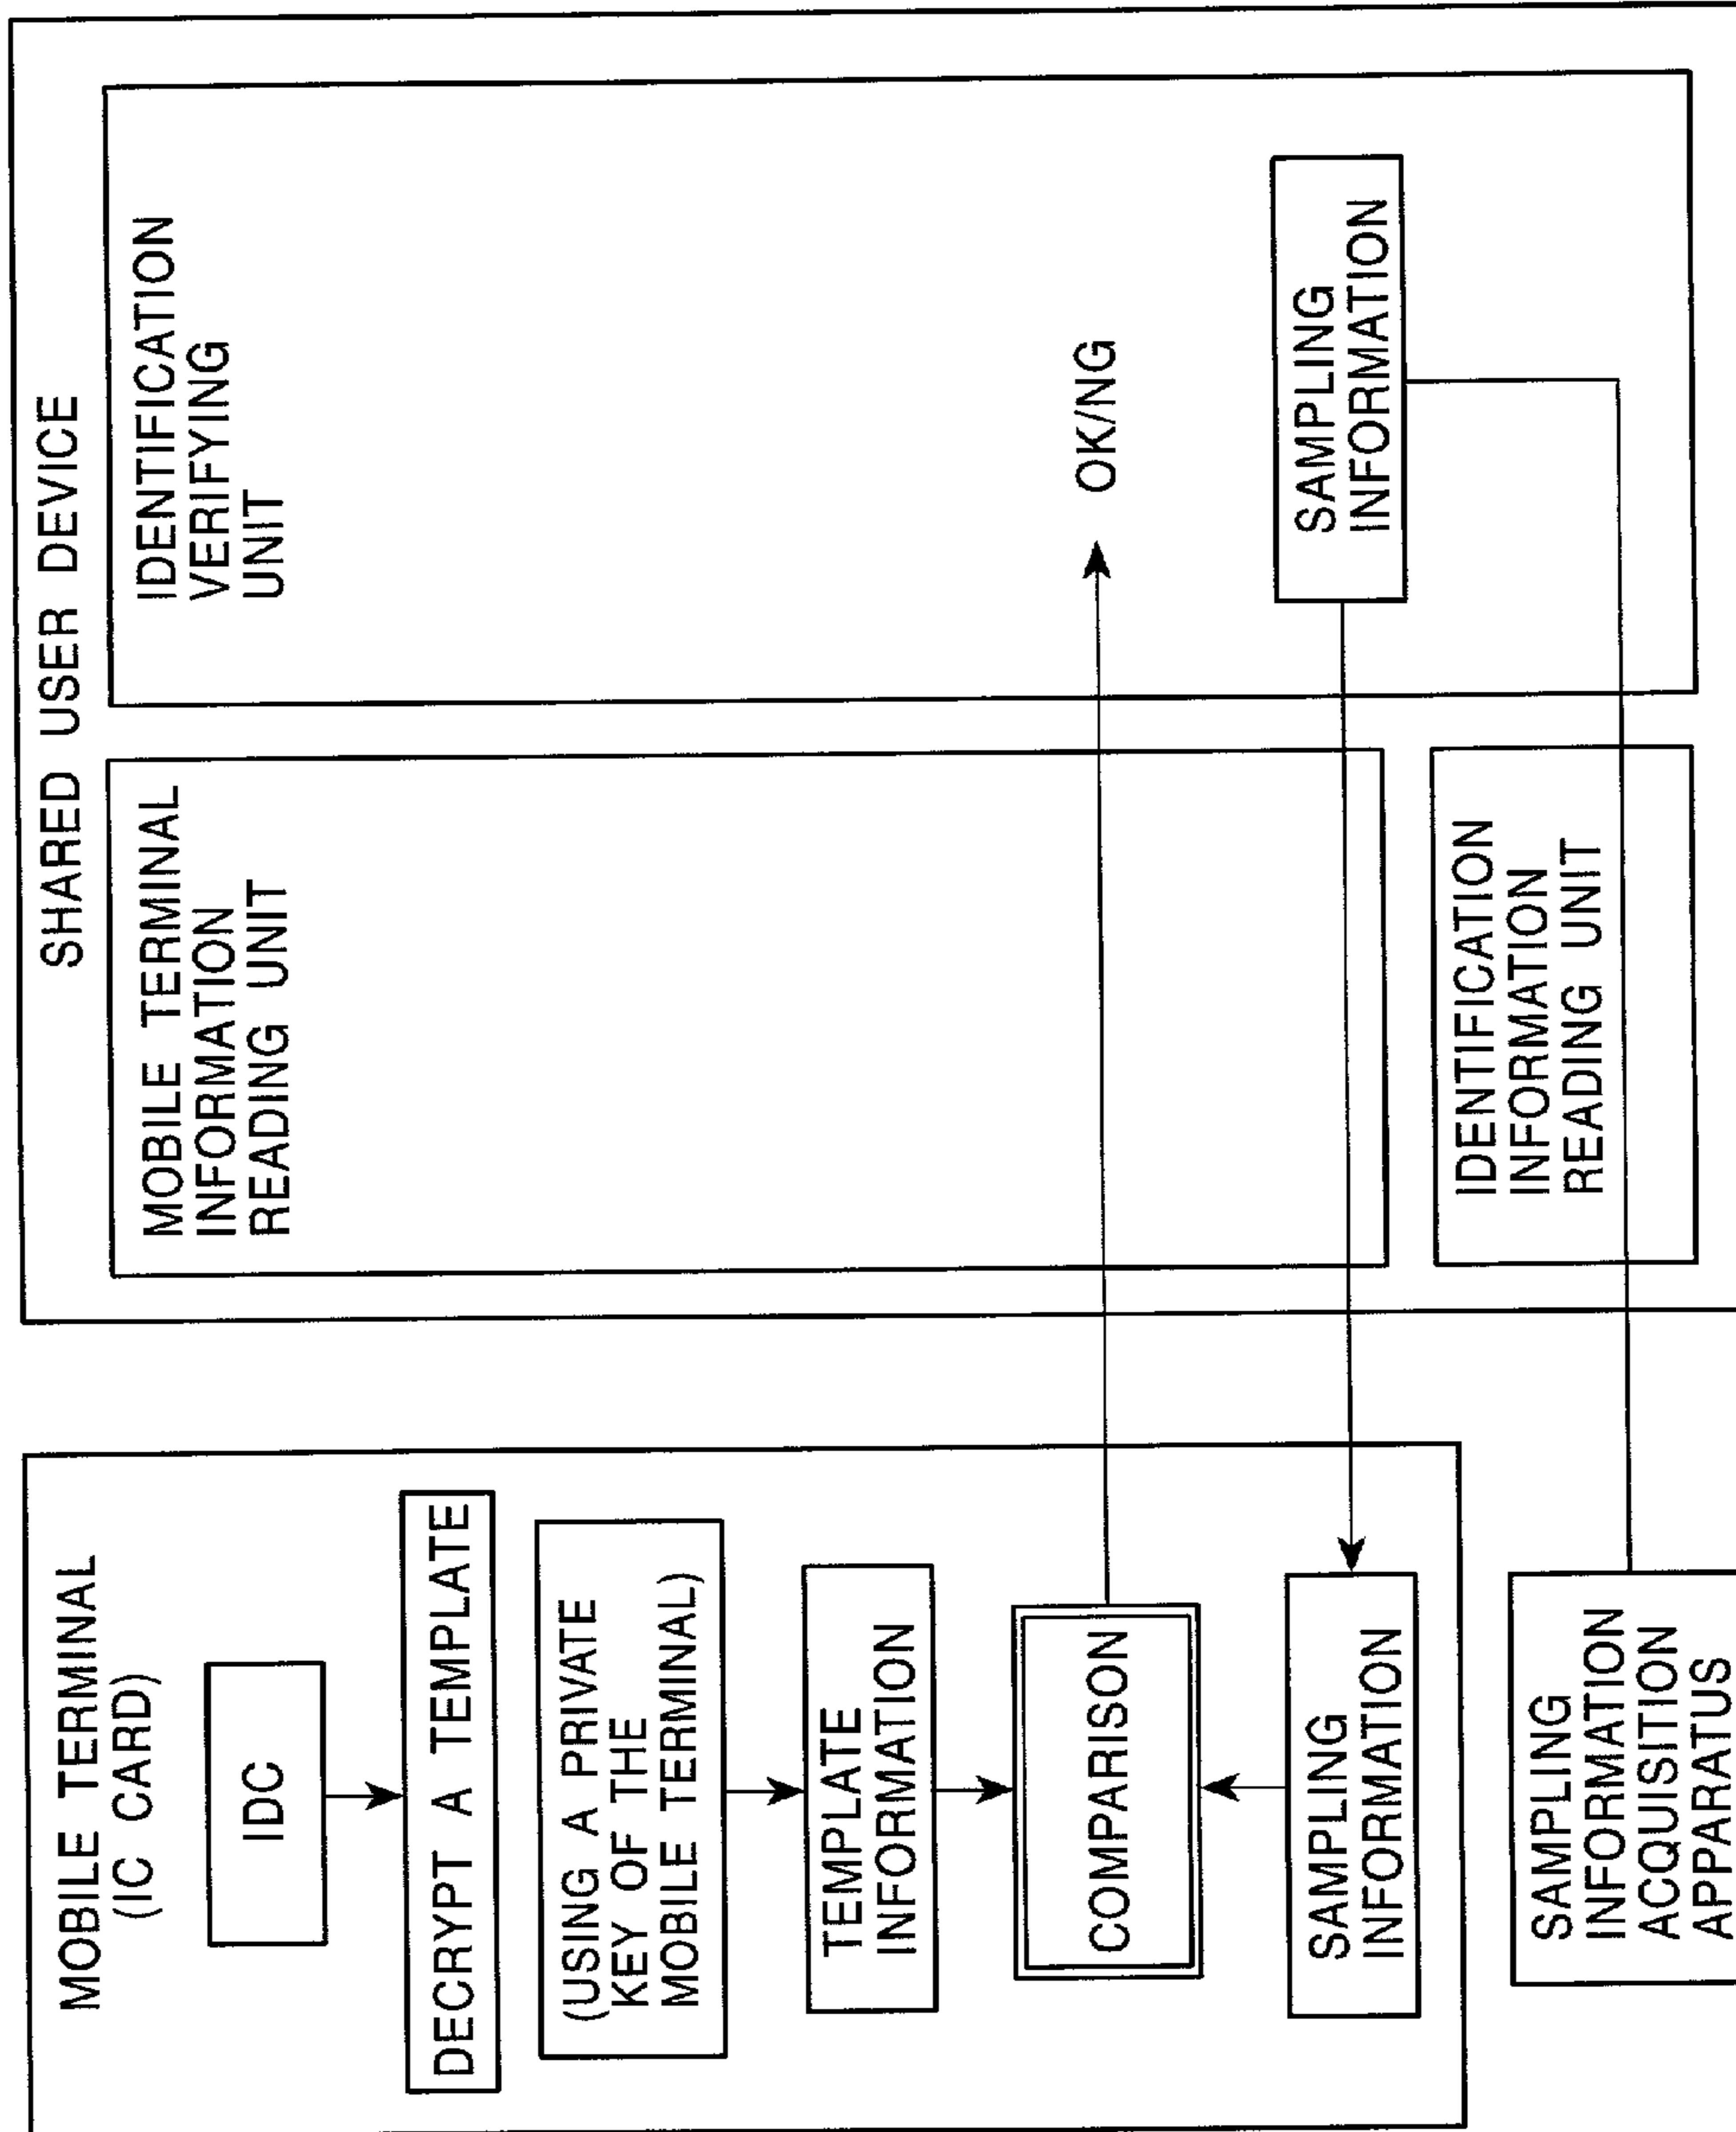 MOBILE TERMINAL
(IC CARD)
IDC
DECRYPT A TEMPLATE
(USING A PRIVATE
KEY OF THE
MOBILE TERMINAL)
TEMPLATE
INFORMATION
COMPARISON
SAMPLING
INFORMATION
SAMPLING
INFORMATION
ACQUISITION
APPARATUS
SHARED USER DEVICE
MOBILE TERMINAL
INFORMATION
READING UNIT
IDENTIFICATION
INFORMATION
READING UNIT
IDENTIFICATION
VERIFYING
UNIT
OK/NG
SAMPLING
INFORMATION